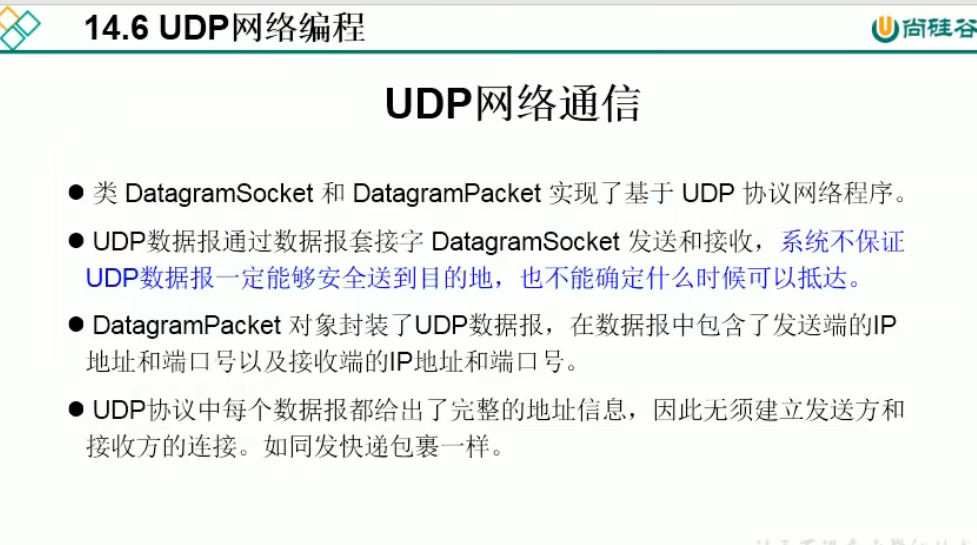 14.6 UDP网络编程
尚硅谷
UDP网络通信
● 类 DatagramSocket 和 DatagramPacket 实现了基于 UDP 协议网络程序。
● UDP数据报通过数据报套接字 DatagramSocket 发送和接收，系统不保证
UDP数据报一定能够安全送到目的地，也不能确定什么时候可以抵达。
● DatagramPacket 对象封装了UDP数据报，在数据报中包含了发送端的IP
地址和端口号以及接收端的IP地址和端口号。
● UDP协议中每个数据报都给出了完整的地址信息，因此无须建立发送方和
接收方的连接。如同发快递包裹一样。